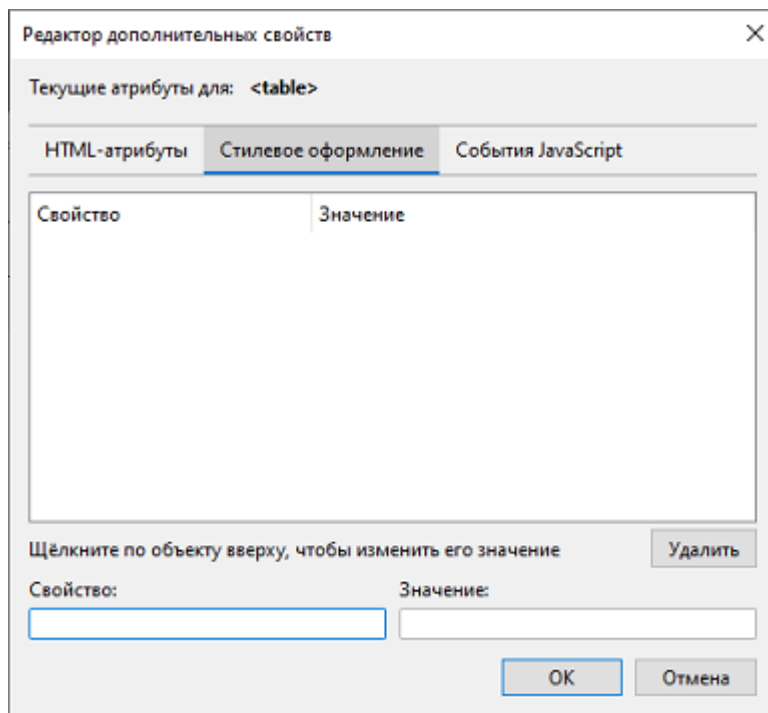 Редактор дополнительных свойств
Текущие атрибуты для: <table>
HTML-атрибуты Стилевое оформление События JavaScript
Свойство Значение
Щёлкните по объекту вверху, чтобы изменить его значение Удалить
Свойство: Значение:
OK Отмена